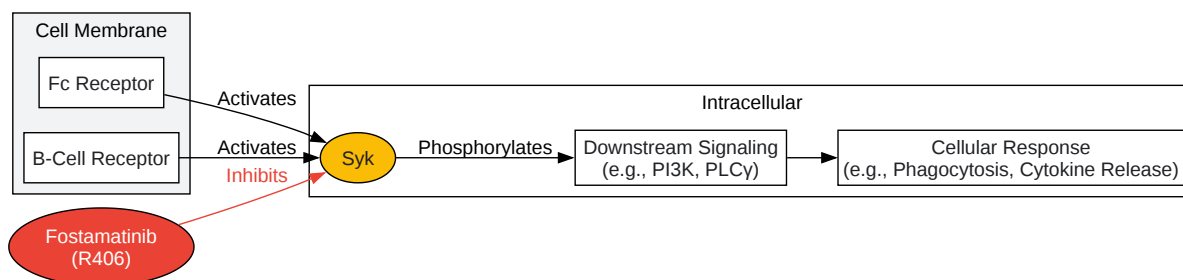 Cell Membrane
Fc Receptor
B-Cell Receptor
Activates
Activates
Inhibits
Fostamatinib
(R406)
Intracellular
Syk
Phosphorylates
Downstream Signaling
(e.g., PI3K, PLCγ)
Cellular Response
(e.g., Phagocytosis, Cytokine Release)